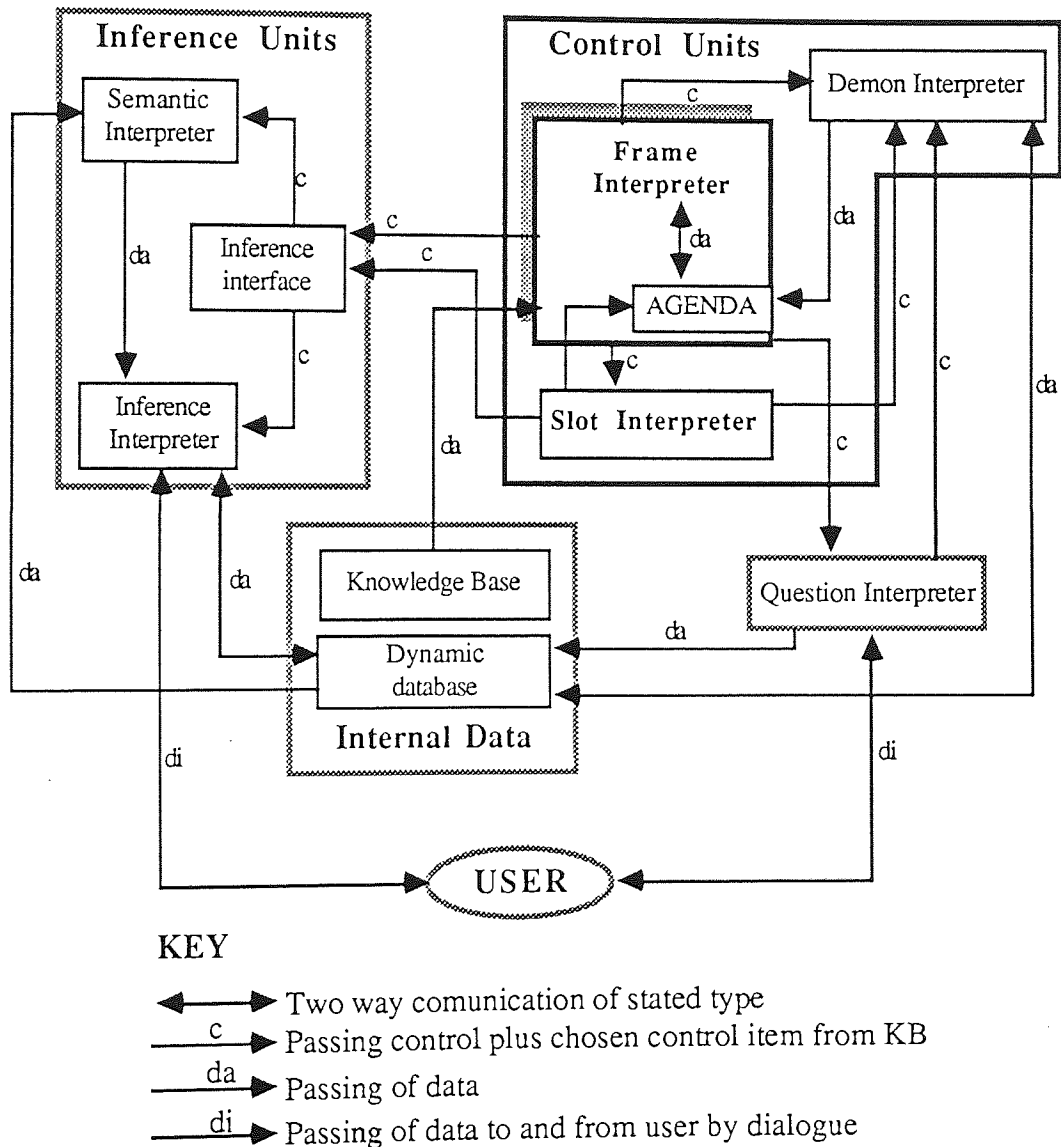 Inference Units
Control Units
Semantic
Interpreter
Demon Interpreter
c
Frame
Interpreter
c
c
da
Inference
interface
c
da
da
c
AGENDA
c
c
c
Inference
Interpreter
Slot Interpreter
da
c
da
da
da
Knowledge Base
Question Interpreter
da
Dynamic
database
Internal Data
di
di
USER
KEY
Two way comunication of stated type
c
Passing control plus chosen control item from KB
da
Passing of data
di
Passing of data to and from user by dialogue